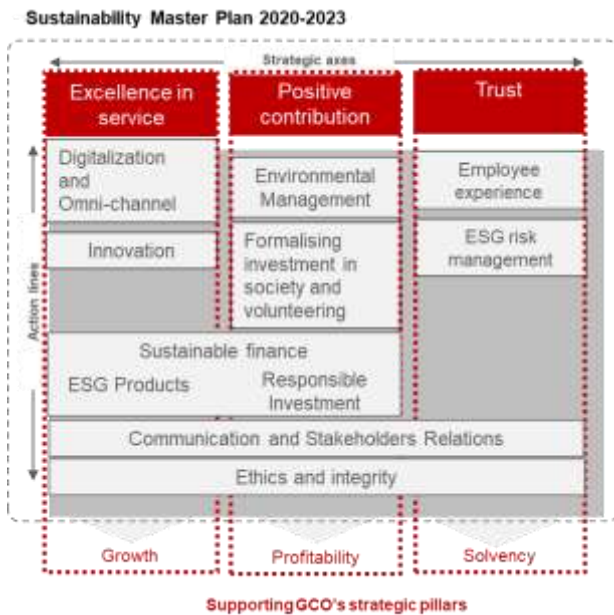 Sustainability Master Plan 2020-2023
Strategic axes
Excellence in
service
Positive
contribution
Trust
Action lines
Digitalization
and
Omni-channel
Environmental
Management
Employee
experience
Innovation
Formalising
investment in
society and
volunteering
ESG risk
management
Sustainable finance
ESG Products
Responsible
Investment
Communication and Stakeholders Relations
Ethics and integrity
Growth
Profitability
Solvency
Supporting GCO's strategic pillars